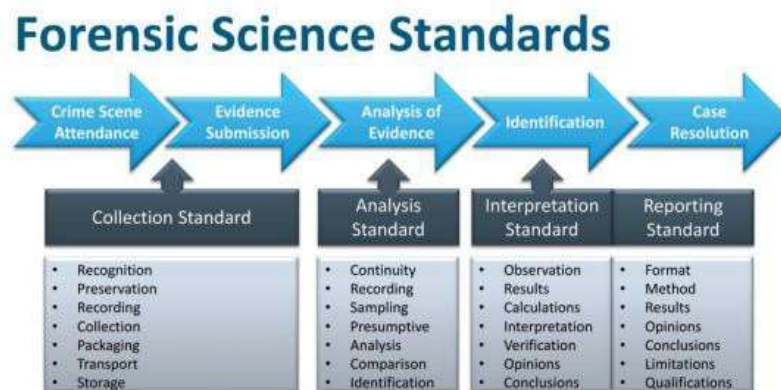 Forensic Science Standards
Crime Scene
Attendance
Evidence
Submission
Analysis of
Evidence
Identification
Case
Resolution
Collection Standard
Analysis
Standard
Interpretation
Standard
Reporting
Standard
• Recognition
• Preservation
• Recording
• Collection
• Packaging
• Transport
• Storage
• Continuity
• Recording
• Sampling
• Presumptive
• Analysis
• Comparison
• Identification
• Observation
• Results
• Calculations
• Interpretation
• Verification
• Opinions
• Conclusions
• Format
• Method
• Results
• Opinions
• Conclusions
• Limitations
• Qualifications